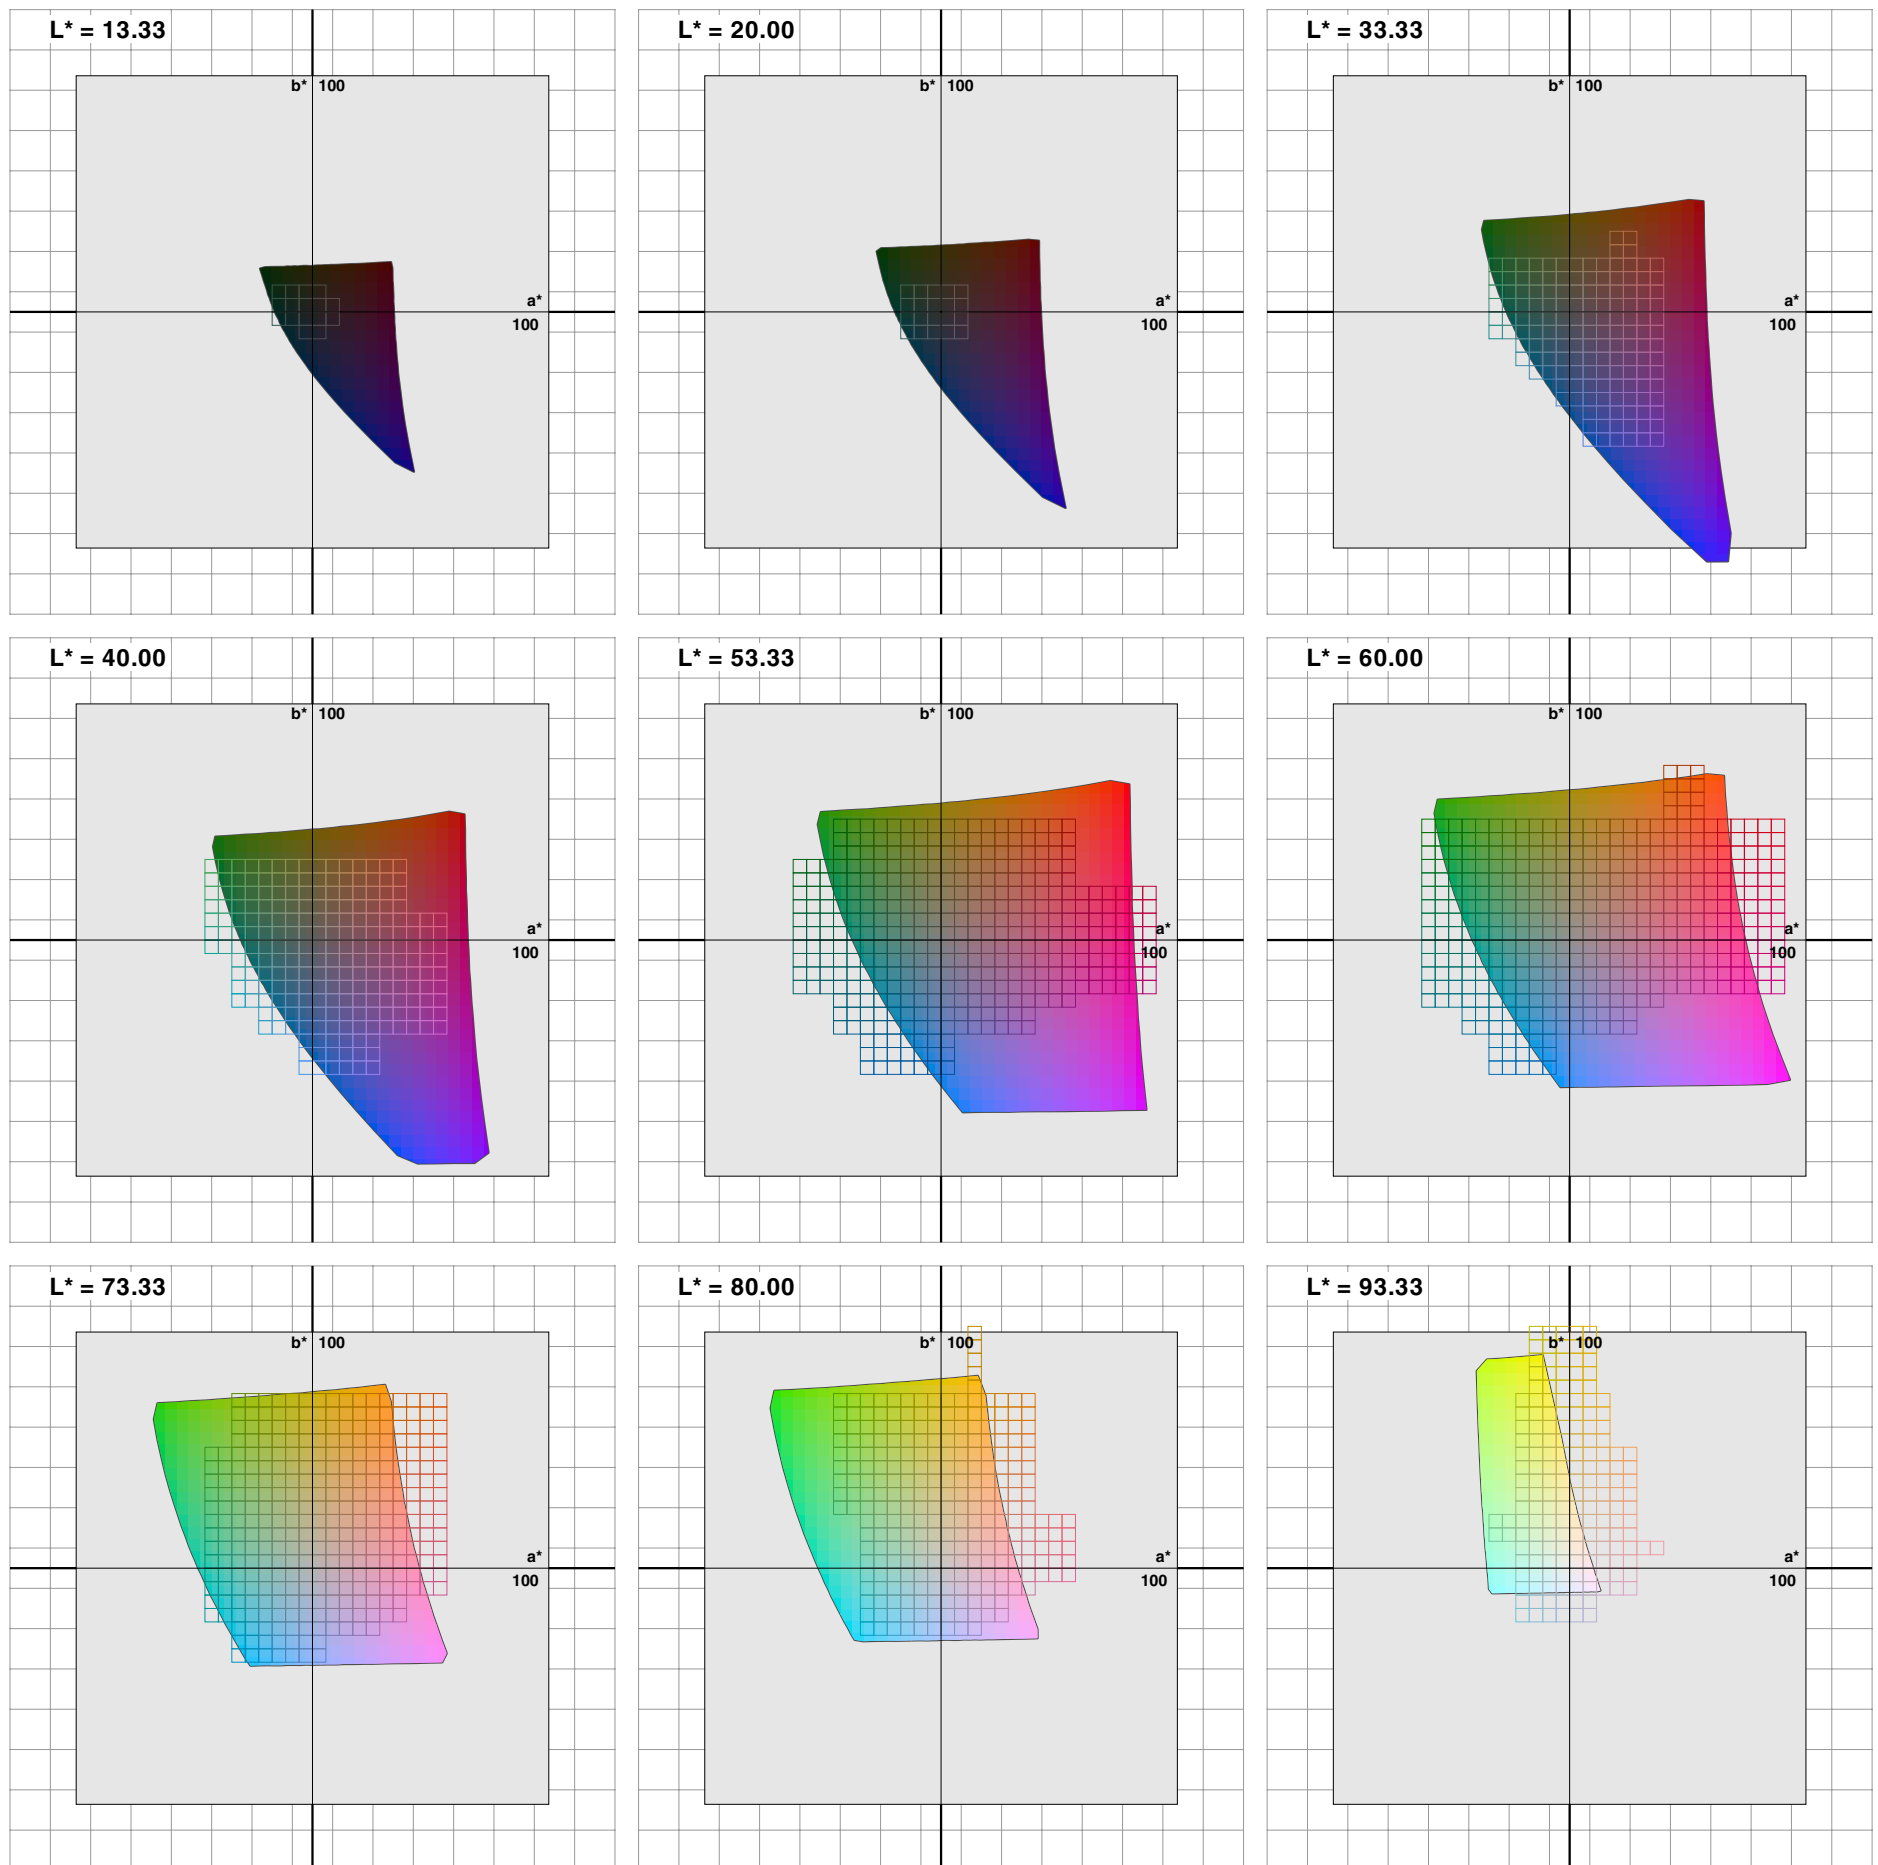 L* = 13.33
b* 100
a*
100
L* = 20.00
b* 100
a*
100
L* = 33.33
b* 100
a*
100
L* = 40.00
b* 100
a*
100
L* = 53.33
b* 100
a*
100
L* = 60.00
b* 100
a*
100
L* = 73.33
b* 100
a*
100
L* = 80.00
b* 100
a*
100
L* = 93.33
b* 100
a*
100